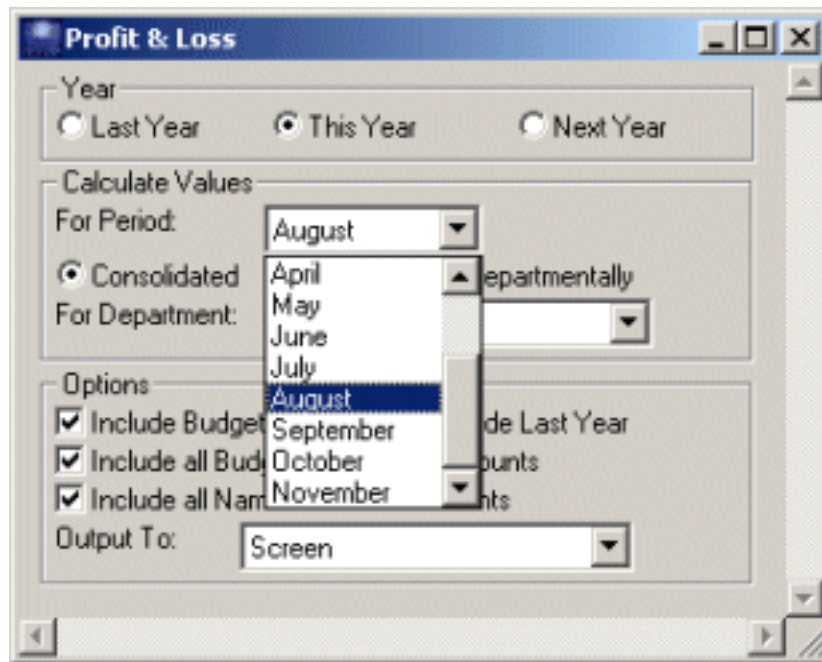 Profit & Loss
Year
Last Year This Year Next Year
Calculate Values
For Period: August
Consolidated epartmentally
For Department:
April
May
June
July
August
September
October
November
Options
Include Budget de Last Year
Include all Bud unts
Include all Nam nts
Output To: Screen